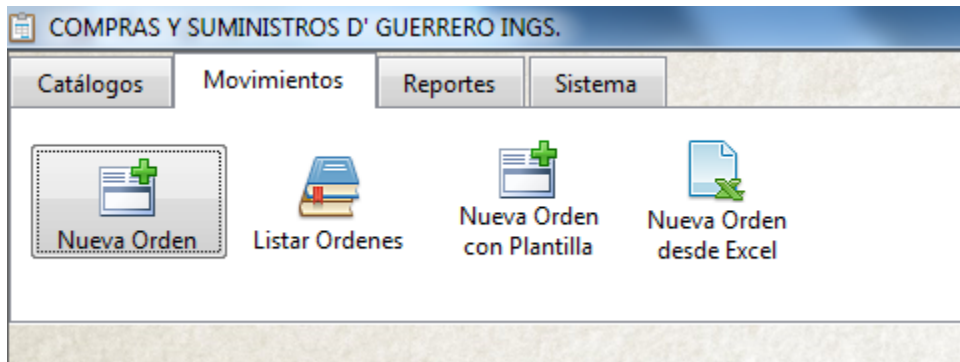 COMPRAS Y SUMINISTROS D' GUERRERO INGS.
Catálogos Movimientos Reportes Sistema
Nueva Orden
Listar Ordenes
Nueva Orden
con Plantilla
Nueva Orden
desde Excel